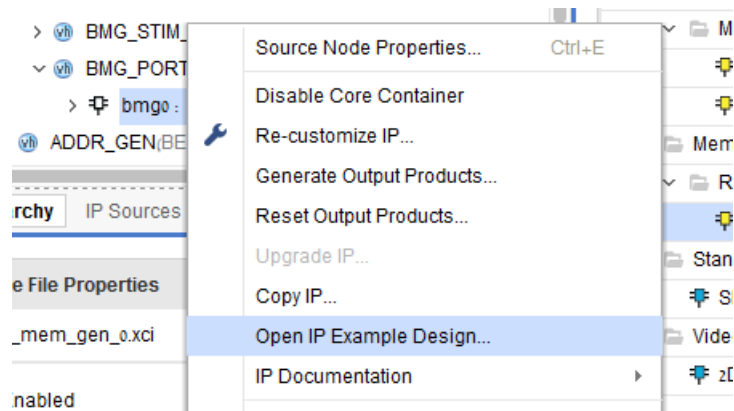 BMG_STIM_
BMG_PORT
bmg0 :
ADDR_GEN(BE
rchy
IP Sources
e File Properties
_mem_gen_0.xci
nabled
Source Node Properties... Ctrl+E
Disable Core Container
Re-customize IP...
Generate Output Products...
Reset Output Products...
Upgrade IP...
Copy IP...
Open IP Example Design...
IP Documentation
M
Mem
R
Stan
S
Vide
2D